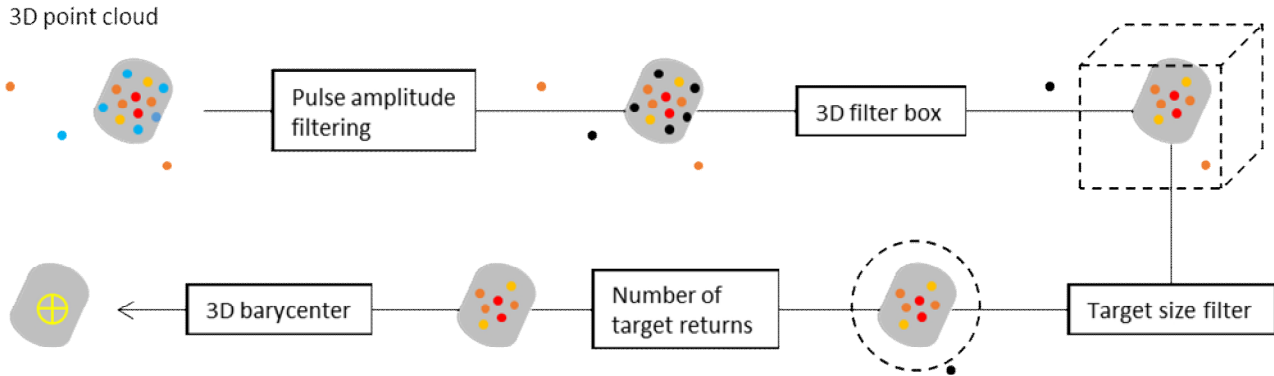 3D point cloud
Pulse amplitude
filtering
3D filter box
Target size filter
Number of
target returns
3D barycenter